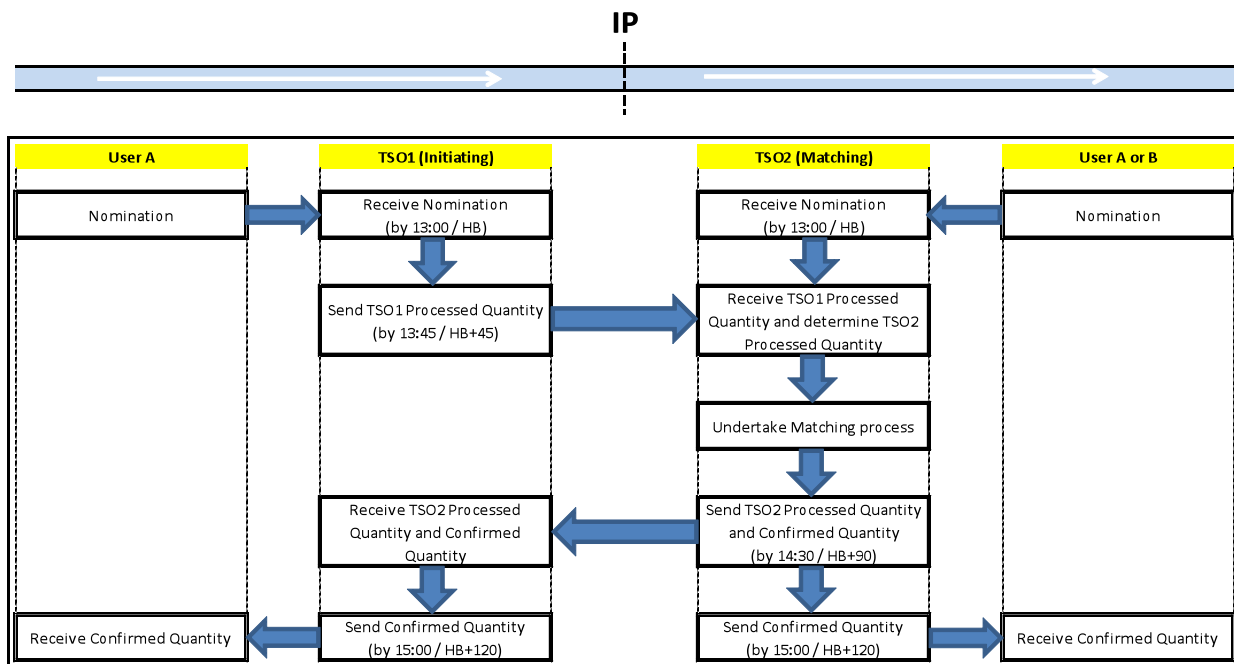 IP
User A
TSO1 (Initiating)
TSO2 (Matching)
User A or B
Nomination
Receive Nomination
(by 13:00 / HB)
Receive Nomination
(by 13:00 / HB)
Nomination
Send TSO1 Processed Quantity
(by 13:45 / HB+45)
Receive TSO1 Processed
Quantity and determine TSO2
Processed Quantity
Undertake Matching process
Receive TSO2 Processed
Quantity and Confirmed
Quantity
Send TSO2 Processed Quantity
and Confirmed Quantity
(by 14:30 / HB+90)
Receive Confirmed Quantity
Send Confirmed Quantity
(by 15:00 / HB+120)
Send Confirmed Quantity
(by 15:00 / HB+120)
Receive Confirmed Quantity